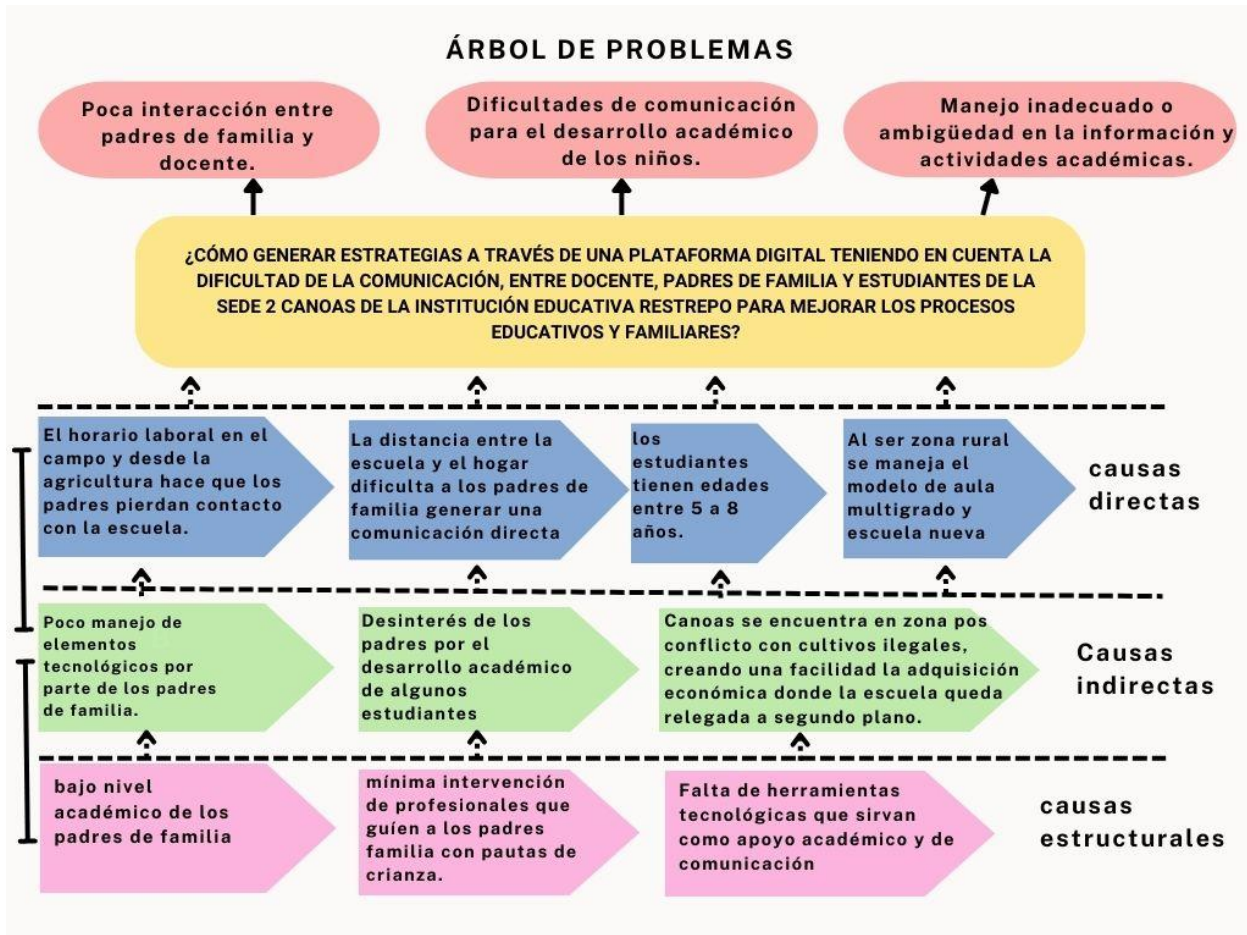 ÁRBOL DE PROBLEMAS
Poca interacción entre
padres de familia y
docente.
Dificultades de comunicación
para el desarrollo académico
de los niños.
Manejo inadecuado o
ambigüedad en la información y
actividades académicas.
¿CÓMO GENERAR ESTRATEGIAS A TRAVÉS DE UNA PLATAFORMA DIGITAL TENIENDO EN CUENTA LA
DIFICULTAD DE LA COMUNICACIÓN, ENTRE DOCENTE, PADRES DE FAMILIA Y ESTUDIANTES DE LA
SEDE 2 CANOAS DE LA INSTITUCIÓN EDUCATIVA RESTREPO PARA MEJORAR LOS PROCESOS
EDUCATIVOS Y FAMILIARES?
El horario laboral en el
campo y desde la
agricultura hace que los
padres pierdan contacto
con la escuela.
La distancia entre la
escuela y el hogar
dificulta a los padres de
familia generar una
comunicación directa
los
estudiantes
tienen edades
entre 5 a 8
años.
Al ser zona rural
se maneja el
modelo de aula
multigrado y
escuela nueva
causas
directas
Poco manejo de
elementos
tecnológicos por
parte de los padres
de familia.
Desinterés de los
padres por el
desarrollo académico
de algunos
estudiantes
Canoas se encuentra en zona pos
conflicto con cultivos ilegales,
creando una facilidad la adquisición
económica donde la escuela queda
relegada a segundo plano.
Causas
indirectas
bajo nivel
académico de los
padres de familia
mínima intervención
de profesionales que
guíen a los padres
familia con pautas de
crianza.
Falta de herramientas
tecnológicas que sirvan
como apoyo académico y de
comunicación
causas
estructurales